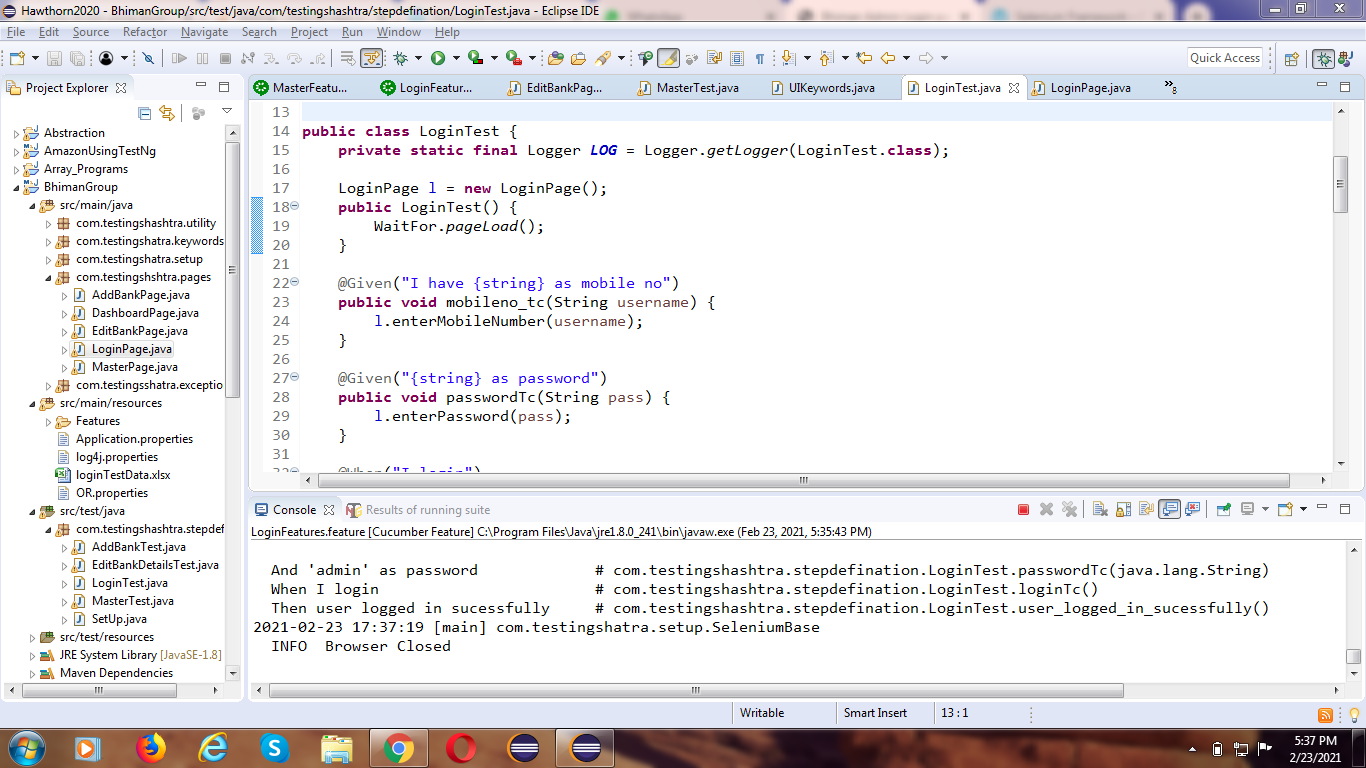 Hawthorn2020 - BhimanGroup/src/test/java/com/testingshashtra/stepdefination/LoginTest.java - Eclipse IDE
File Edit Source Refactor Navigate Search Project Run Window Help
Quick Access
Project Explorer
MasterFeatu... LoginFeatur... EditBankPag... MasterTest.java UIKeywords.java LoginTest.java LoginPage.java »8
Abstraction
AmazonUsingTestNg
Array_Programs
BhimanGroup
src/main/java
com.testingshashtra.utility
com.testingshatra.keywords
com.testingshatra.setup
com.testingshshtra.pages
AddBankPage.java
DashboardPage.java
EditBankPage.java
LoginPage.java
MasterPage.java
com.testingsshatra.exceptio
src/main/resources
Features
Application.properties
log4j.properties
loginTestData.xlsx
OR.properties
src/test/java
com.testingshashtra.stepdef
AddBankTest.java
EditBankDetailsTest.java
LoginTest.java
MasterTest.java
SetUp.java
src/test/resources
JRE System Library [JavaSE-1.8]
Maven Dependencies
13
14 public class LoginTest {
15 private static final Logger LOG = Logger.getLogger(LoginTest.class);
16
17 LoginPage l = new LoginPage();
18 public LoginTest() {
19 WaitFor.pageLoad();
20 }
21
22 @Given("I have {string} as mobile no")
23 public void mobileno_tc(String username) {
24 l.enterMobileNumber(username);
25 }
26
27 @Given("{string} as password")
28 public void passwordTc(String pass) {
29 l.enterPassword(pass);
30 }
31
32 @When("I login")
Console Results of running suite
LoginFeatures.feature [Cucumber Feature] C:\Program Files\Java\jre1.8.0_241\bin\javaw.exe (Feb 23, 2021, 5:35:43 PM)
And 'admin' as password # com.testingshashtra.stepdefination.LoginTest.passwordTc(java.lang.String)
When I login # com.testingshashtra.stepdefination.LoginTest.loginTc()
Then user logged in sucessfully # com.testingshashtra.stepdefination.LoginTest.user_logged_in_sucessfully()
2021-02-23 17:37:19 [main] com.testingshatra.setup.SeleniumBase
INFO Browser Closed
Writable Smart Insert 13 : 1
5:37 PM
2/23/2021